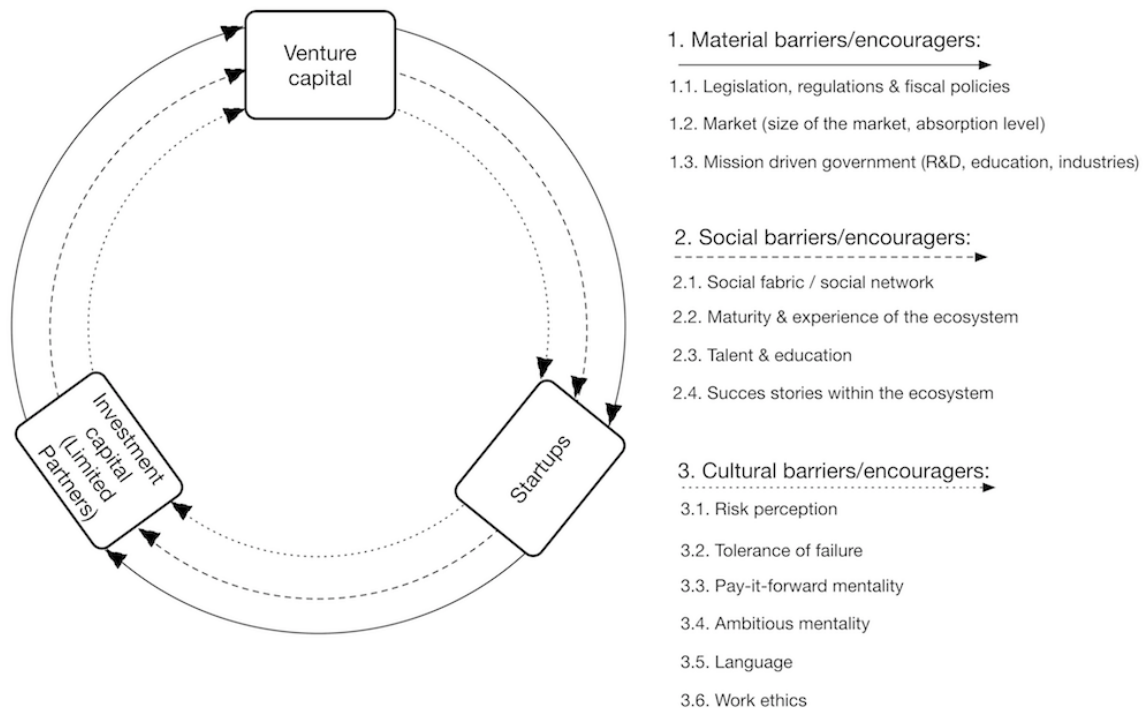 Venture
capital
Investment
capital
(Limited
Partners)
Startups
1. Material barriers/encouragers:
1.1. Legislation, regulations & fiscal policies
1.2. Market (size of the market, absorption level)
1.3. Mission driven government (R&D, education, industries)
2. Social barriers/encouragers:
2.1. Social fabric / social network
2.2. Maturity & experience of the ecosystem
2.3. Talent & education
2.4. Succes stories within the ecosystem
3. Cultural barriers/encouragers:
3.1. Risk perception
3.2. Tolerance of failure
3.3. Pay-it-forward mentality
3.4. Ambitious mentality
3.5. Language
3.6. Work ethics